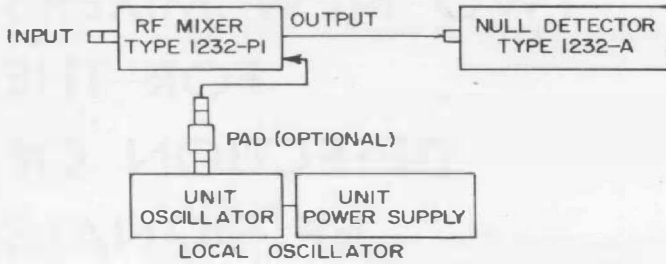 INPUT
RF MIXER
TYPE 1232-P1
OUTPUT
NULL DETECTOR
TYPE 1232-A
PAD (OPTIONAL)
UNIT
OSCILLATOR
UNIT
POWER SUPPLY
LOCAL OSCILLATOR